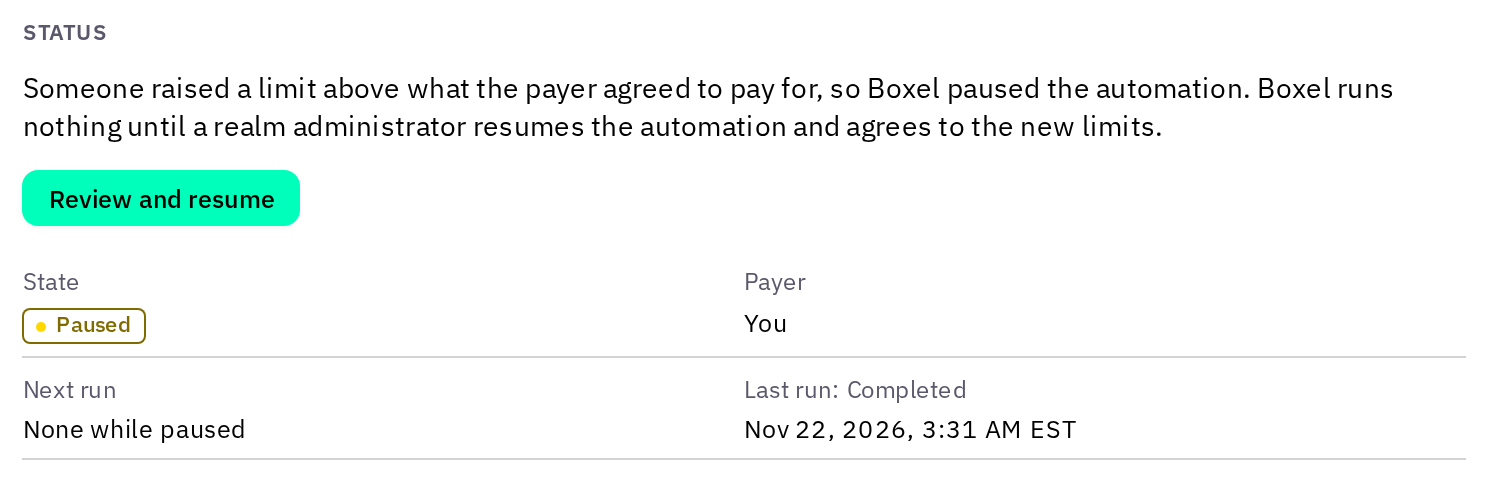 STATUS
Someone raised a limit above what the payer agreed to pay for, so Boxel paused the automation. Boxel runs
nothing until a realm administrator resumes the automation and agrees to the new limits.
Review and resume
State
Payer
Paused
You
Next run
Last run: Completed
None while paused
Nov 22, 2026, 3:31 AM EST